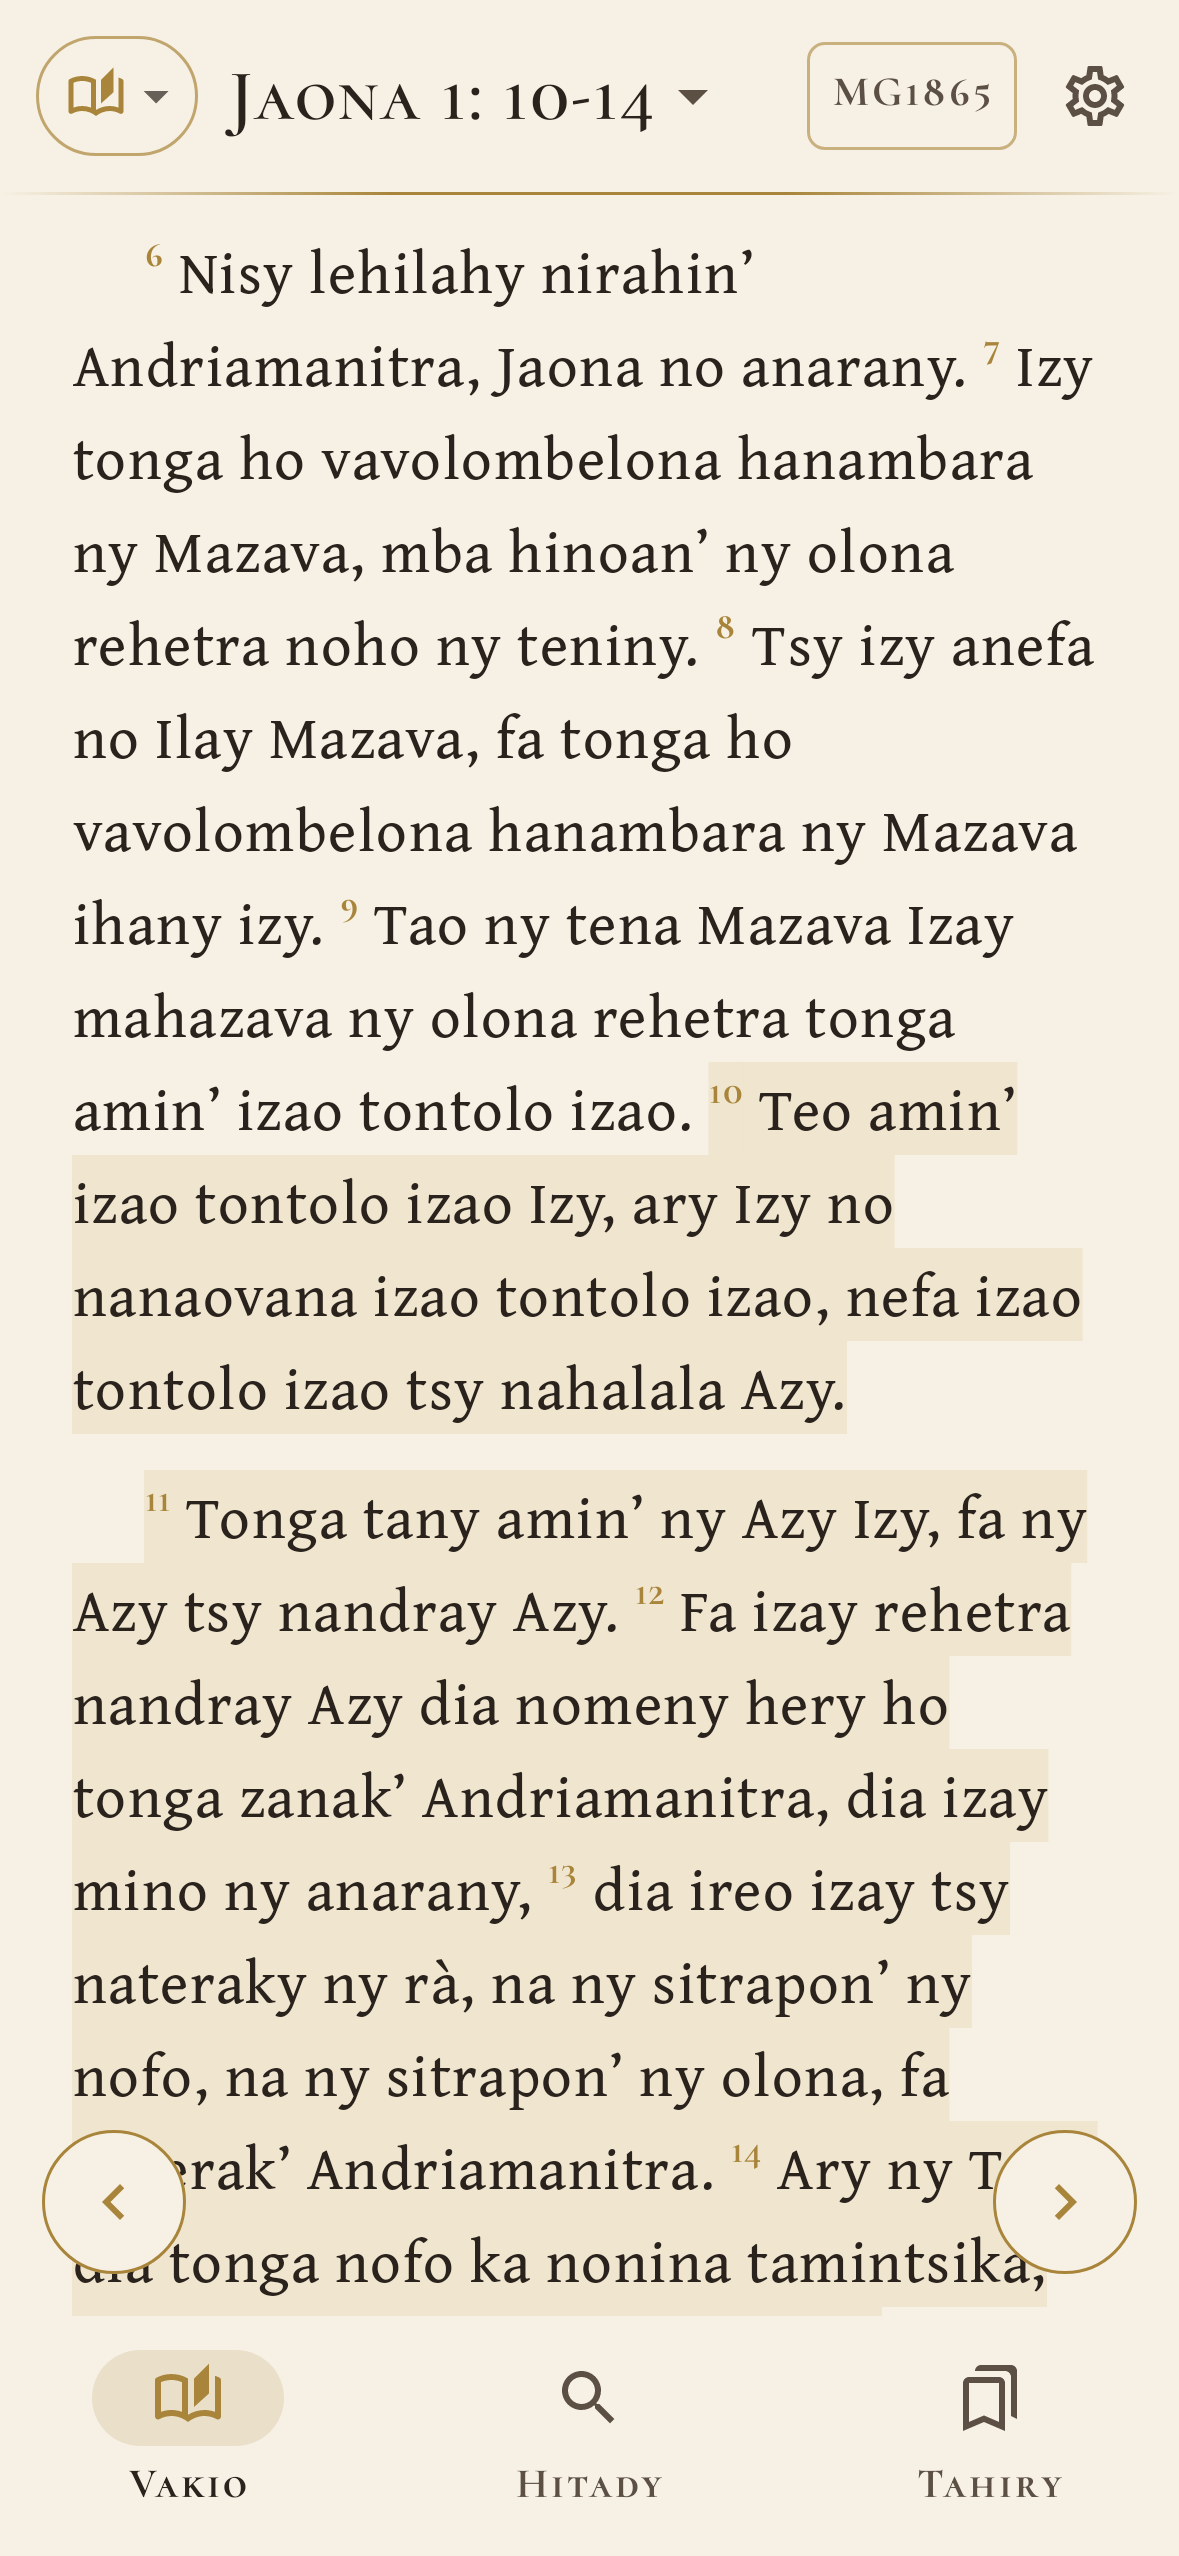 Jaona 1: 10-14
MG1865
6 Nisy lehilahy nirahin’
Andriamanitra, Jaona no anarany. 7 Izy
tonga ho vavolombelona hanambara
ny Mazava, mba hinoan’ ny olona
rehetra noho ny teniny. 8 Tsy izy anefa
no Ilay Mazava, fa tonga ho
vavolombelona hanambara ny Mazava
ihany izy. 9 Tao ny tena Mazava Izay
mahazava ny olona rehetra tonga
amin’ izao tontolo izao. 10 Teo amin’
izao tontolo izao Izy, ary Izy no
nanaovana izao tontolo izao, nefa izao
tontolo izao tsy nahalala Azy.
11 Tonga tany amin’ ny Azy Izy, fa ny
Azy tsy nandray Azy. 12 Fa izay rehetra
nandray Azy dia nomeny hery ho
tonga zanak’ Andriamanitra, dia izay
mino ny anarany, 13 dia ireo izay tsy
nateraky ny rà, na ny sitrapon’ ny
nofo, na ny sitrapon’ ny olona, fa
Andriamanitra. 14 Ary ny
dia tonga nofo ka nonina tamintsika,
Vakio
Hitady
Tahiry